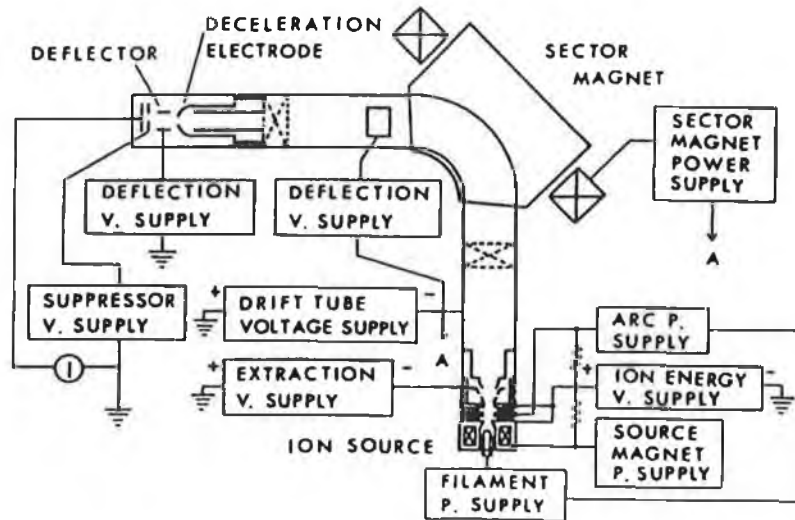 DECELERATION
ELECTRODE
DEFLECTOR
SECTOR
MAGNET
SECTOR
MAGNET
POWER
SUPPLY
A
DEFLECTION
V. SUPPLY
DEFLECTION
V. SUPPLY
SUPPRESSOR
V. SUPPLY
+ DRIFT TUBE -
VOLTAGE SUPPLY
A
+ EXTRACTION -
V. SUPPLY
I
ARC P.
SUPPLY
+ ION ENERGY -
V. SUPPLY
ION SOURCE
SOURCE
MAGNET
P. SUPPLY
FILAMENT
P. SUPPLY